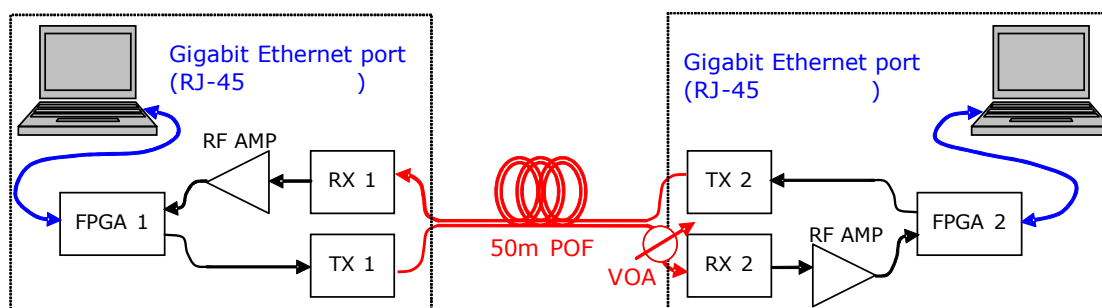 Gigabit Ethernet port
(RJ-45 )
RF AMP
RX 1
FPGA 1
TX 1
50m POF
VOA
Gigabit Ethernet port
(RJ-45 )
TX 2
FPGA 2
RF AMP
RX 2